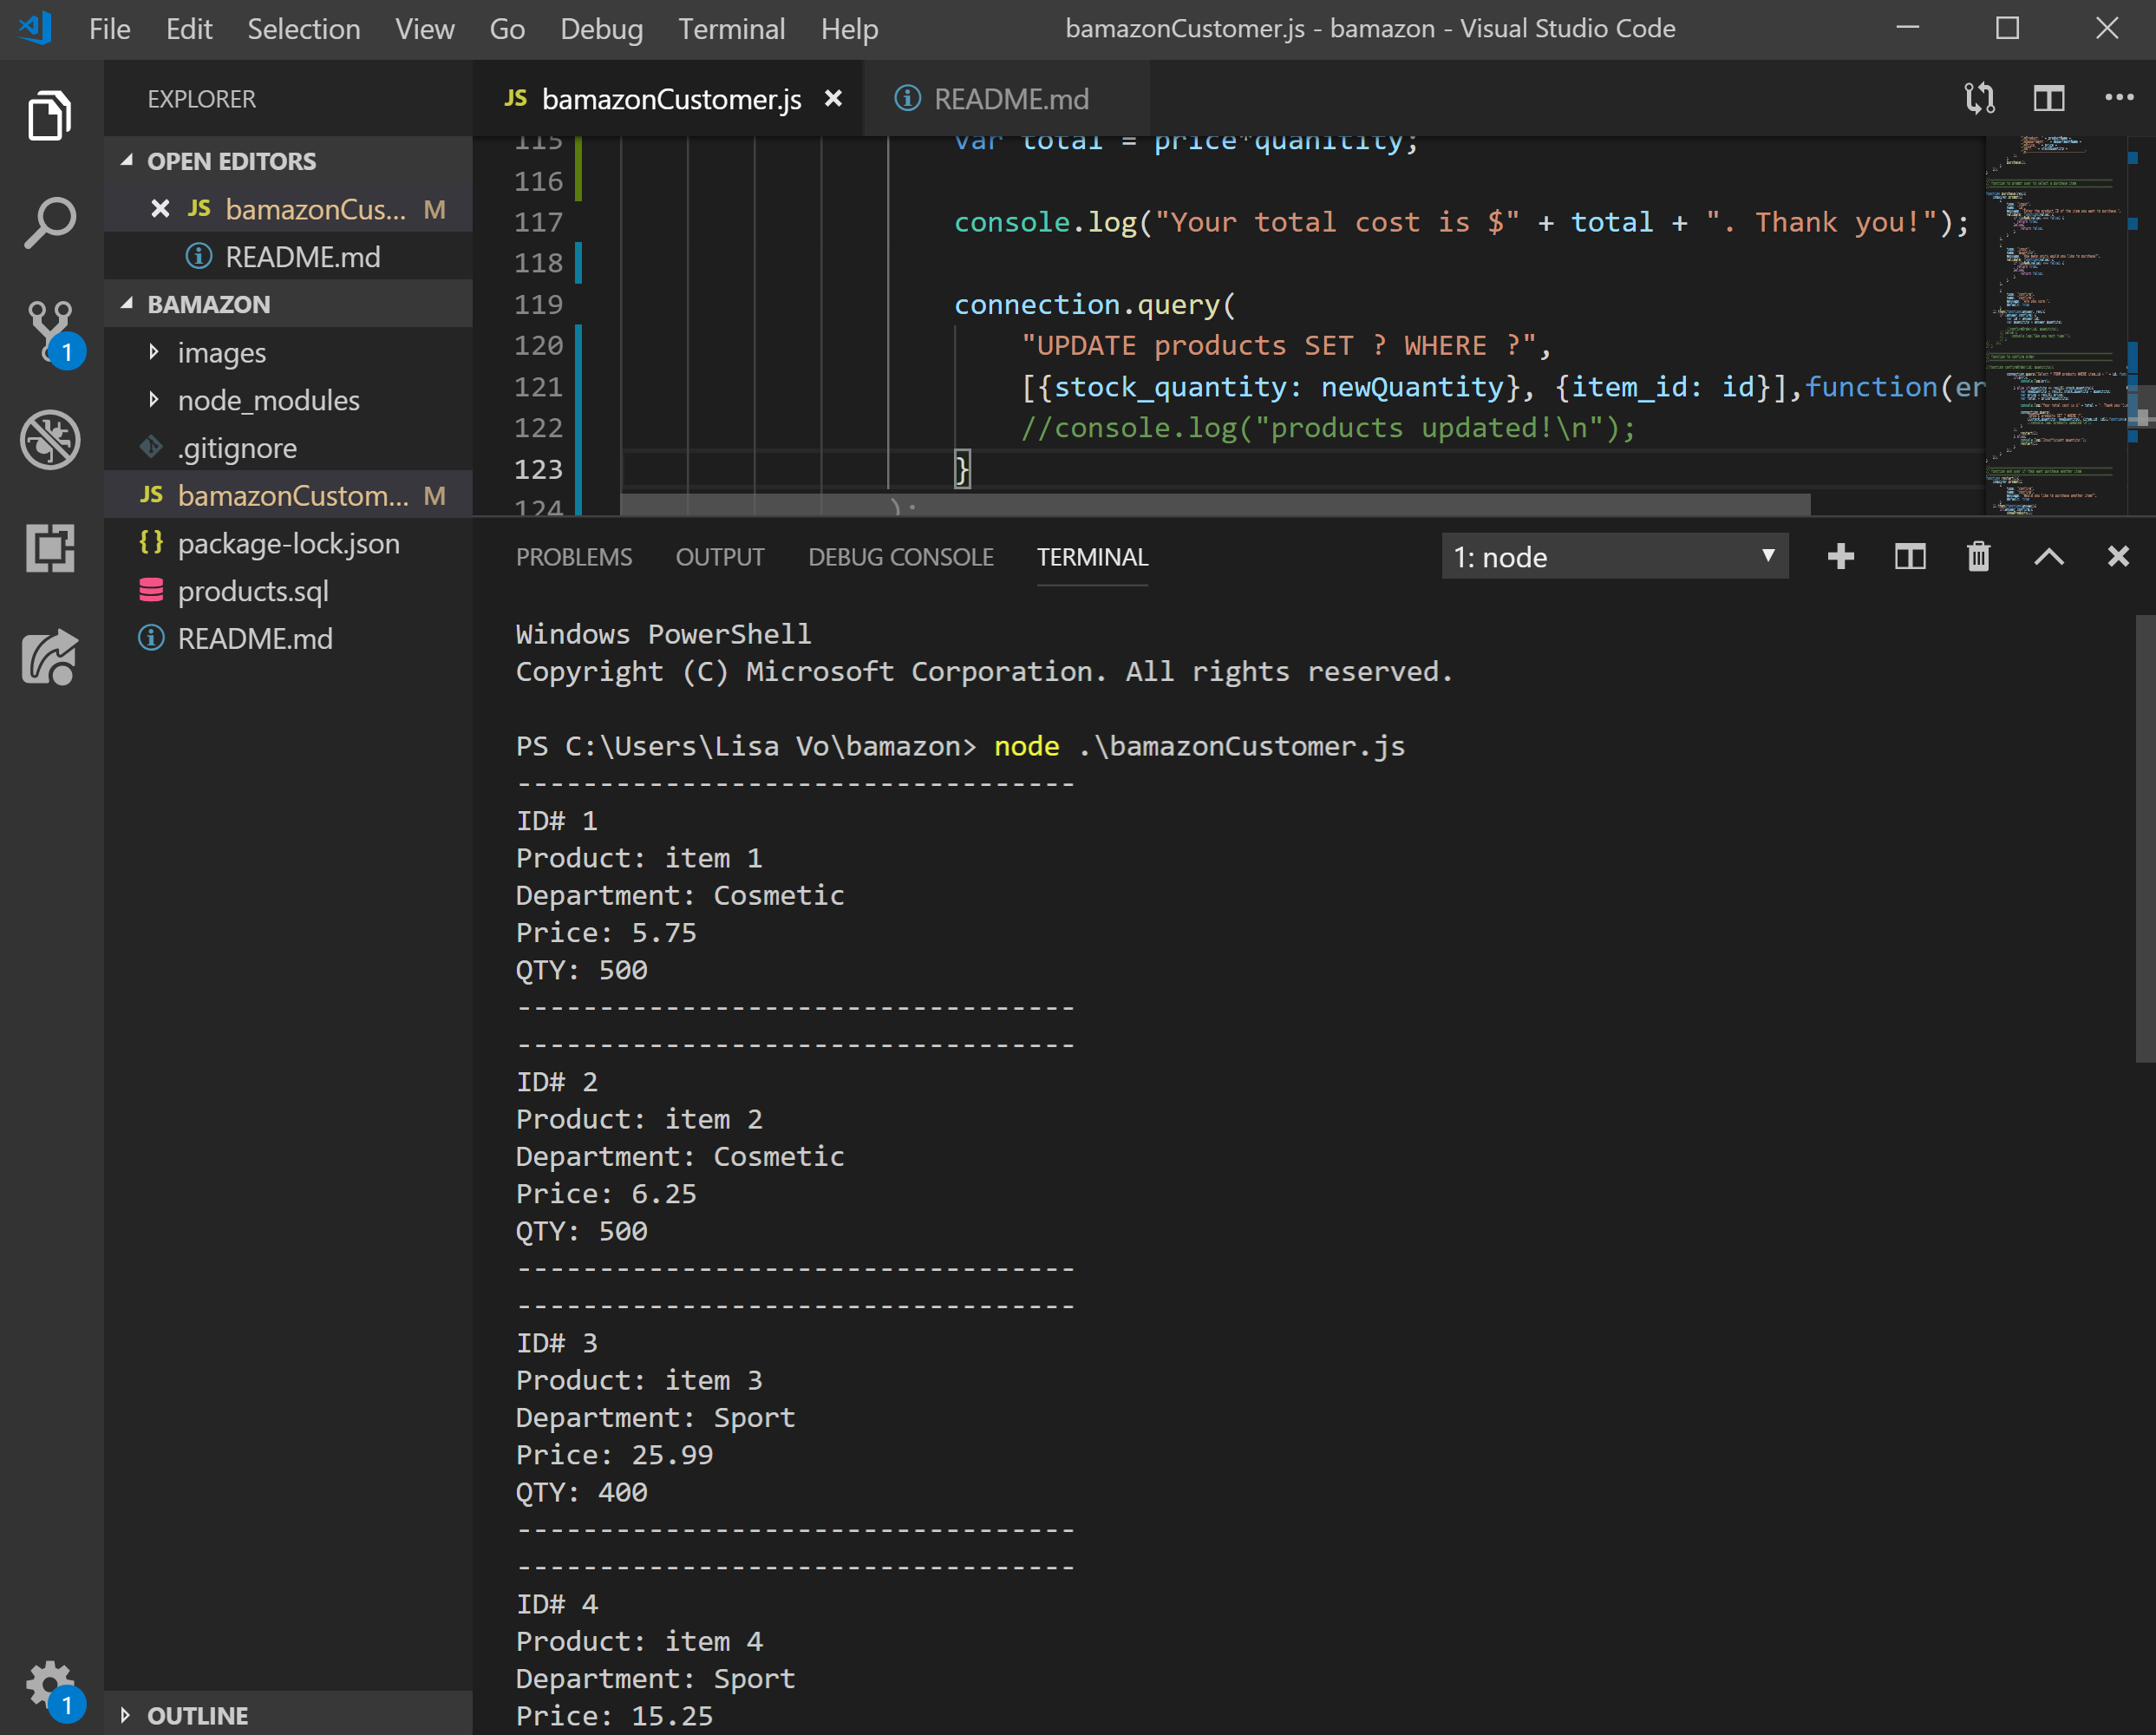 File Edit Selection View Go Debug Terminal Help
bamazonCustomer.js - bamazon - Visual Studio Code
EXPLORER
OPEN EDITORS
JS bamazonCus... M
README.md
BAMAZON
images
node_modules
.gitignore
JS bamazonCustom... M
{} package-lock.json
products.sql
README.md
OUTLINE
1
1
JS bamazonCustomer.js
README.md
115 var total = price*quanitity;
116
117 console.log("Your total cost is $" + total + ". Thank you!");
118
119 connection.query(
120 "UPDATE products SET ? WHERE ?",
121 [{stock_quantity: newQuantity}, {item_id: id}],function(er
122 //console.log("products updated!\n");
123 }
124 );
PROBLEMS OUTPUT DEBUG CONSOLE TERMINAL
1: node
Windows PowerShell
Copyright (C) Microsoft Corporation. All rights reserved.
PS C:\Users\Lisa Vo\bamazon> node .\bamazonCustomer.js
----------------------------------
ID# 1
Product: item 1
Department: Cosmetic
Price: 5.75
QTY: 500
----------------------------------
----------------------------------
ID# 2
Product: item 2
Department: Cosmetic
Price: 6.25
QTY: 500
----------------------------------
----------------------------------
ID# 3
Product: item 3
Department: Sport
Price: 25.99
QTY: 400
----------------------------------
----------------------------------
ID# 4
Product: item 4
Department: Sport
Price: 15.25